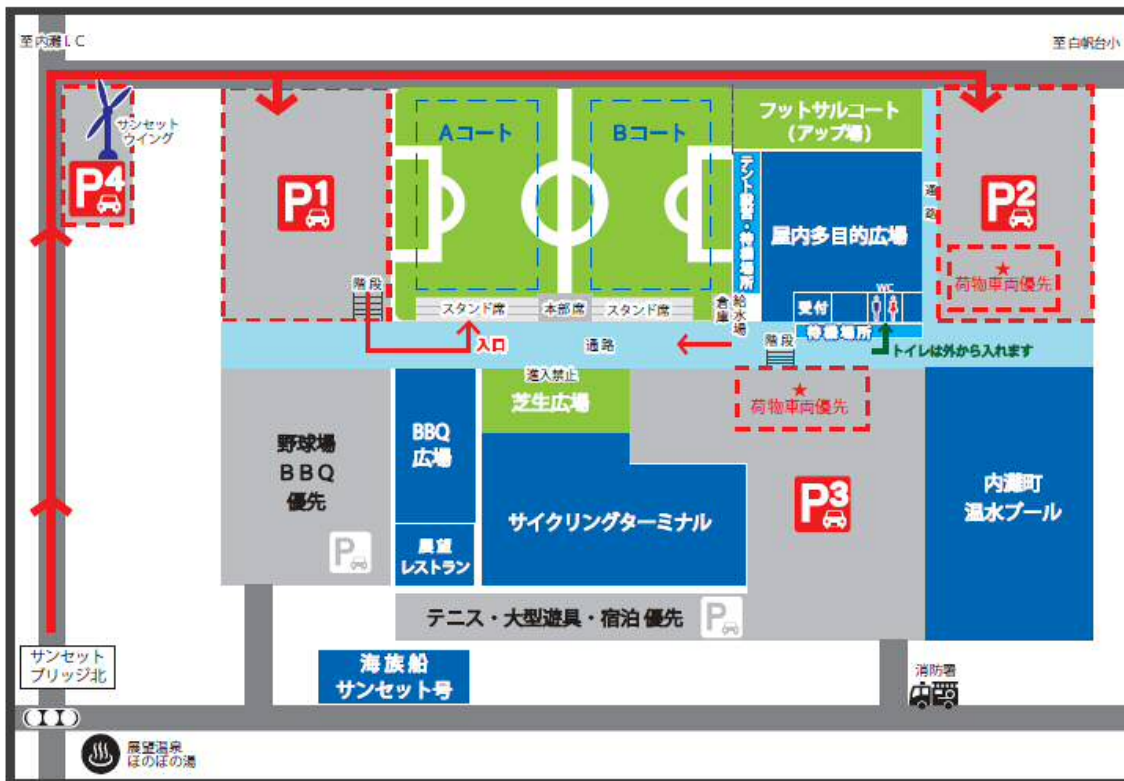 至内灘I.C
至白帆台小
サンセット
ウイング
P4
P1
Aコート
Bコート
フットサルコート
(アップ場)
テント設営・待機場所
屋内多目的広場
通路
P2
★
荷物車両優先
階段
スタンド席
本部席
スタンド席
倉庫
給水場
受付
WC
待機場所
入口
通路
階段
トイレは外から入れます
進入禁止
芝生広場
★
荷物車両優先
野球場
BBQ
優先
P
BBQ
広場
展望
レストラン
サイクリングターミナル
P3
内灘町
温水プール
テニス・大型遊具・宿泊 優先
P
サンセット
ブリッジ北
海族船
サンセット号
消防署
展望温泉
ほのぼの湯